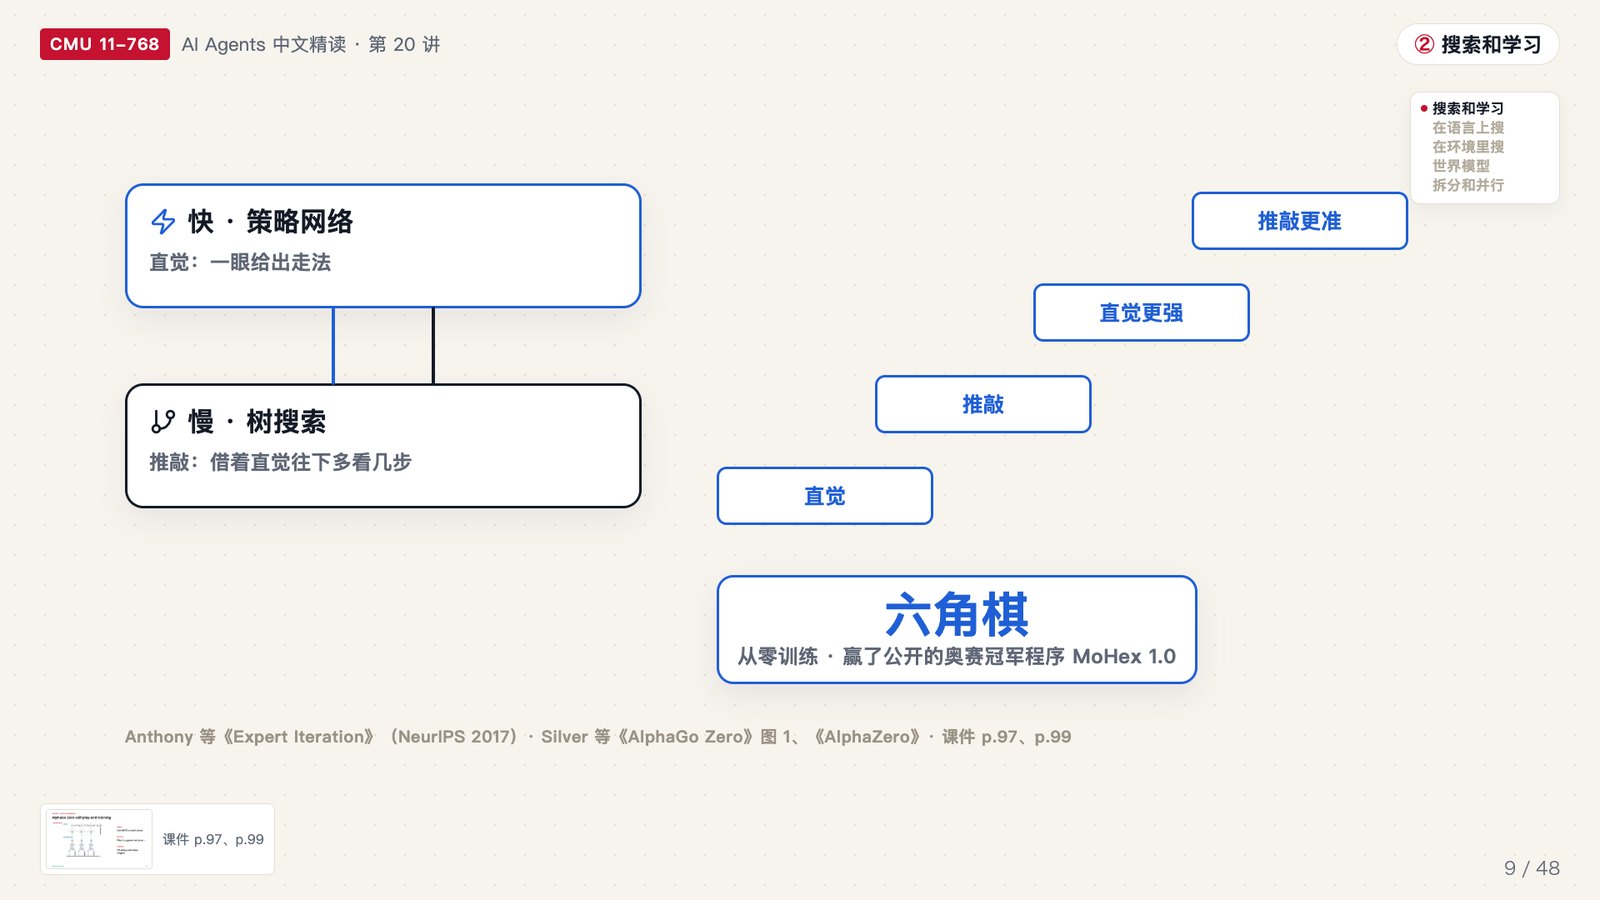 CMU 11-768 AI Agents 中文精读 · 第 20 讲
② 搜索和学习
搜索和学习
在语言上搜
在环境里搜
世界模型
拆分和并行
快 · 策略网络
直觉：一眼给出走法
慢 · 树搜索
推敲：借着直觉往下多看几步
推敲更准
直觉更强
推敲
直觉
六角棋
从零训练 · 赢了公开的奥赛冠军程序 MoHex 1.0
Anthony 等《Expert Iteration》（NeurIPS 2017）· Silver 等《AlphaGo Zero》图 1、《AlphaZero》· 课件 p.97、p.99
课件 p.97、p.99
9 / 48